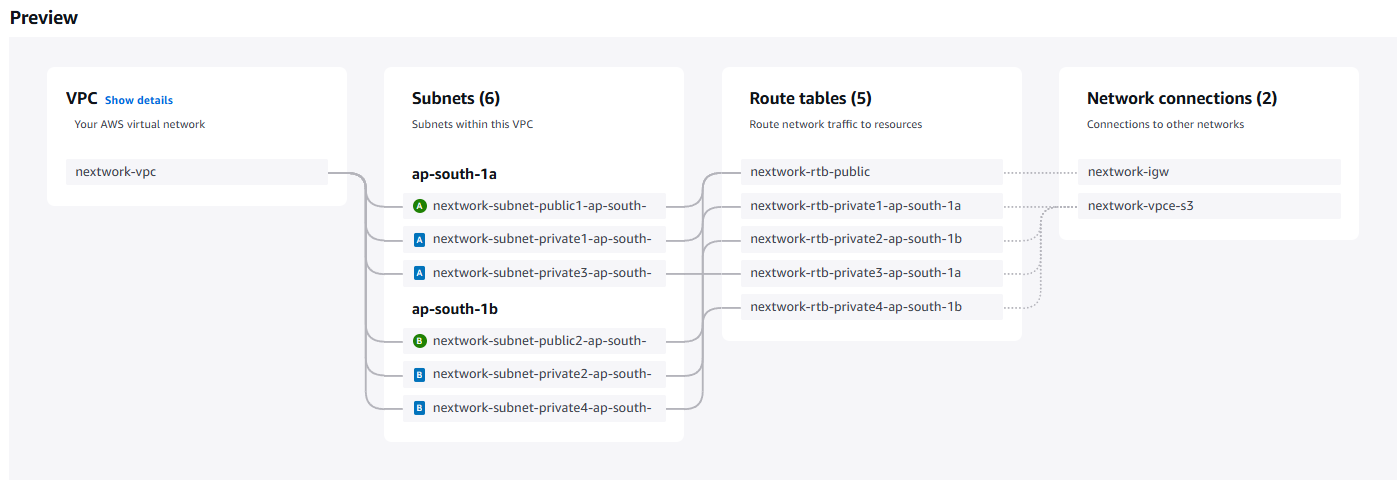 Preview
VPC Show details
Your AWS virtual network
nextwork-vpc
Subnets (6)
Subnets within this VPC
ap-south-1a
A nextwork-subnet-public1-ap-south-
A nextwork-subnet-private1-ap-south-
A nextwork-subnet-private3-ap-south-
ap-south-1b
B nextwork-subnet-public2-ap-south-
B nextwork-subnet-private2-ap-south-
B nextwork-subnet-private4-ap-south-
Route tables (5)
Route network traffic to resources
nextwork-rtb-public
nextwork-rtb-private1-ap-south-1a
nextwork-rtb-private2-ap-south-1b
nextwork-rtb-private3-ap-south-1a
nextwork-rtb-private4-ap-south-1b
Network connections (2)
Connections to other networks
nextwork-igw
nextwork-vpce-s3